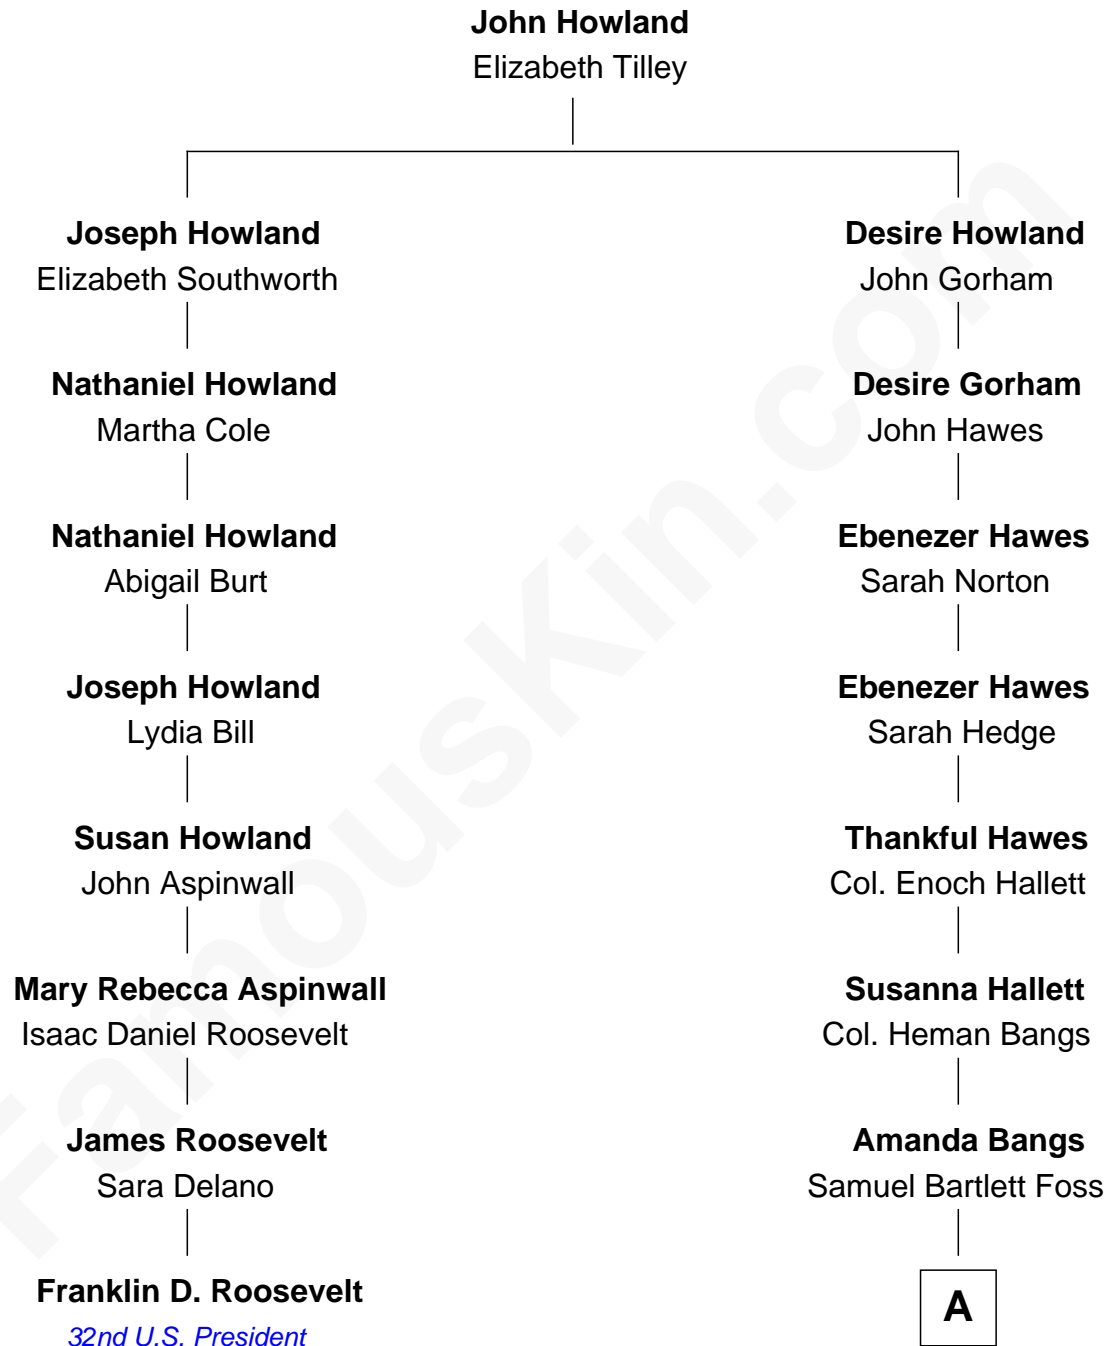 John Howland
Elizabeth Tilley
Joseph Howland
Elizabeth Southworth
Desire Howland
John Gorham
Nathaniel Howland
Martha Cole
Desire Gorham
John Hawes
Nathaniel Howland
Abigail Burt
Ebenezer Hawes
Sarah Norton
Joseph Howland
Lydia Bill
Ebenezer Hawes
Sarah Hedge
Susan Howland
John Aspinwall
Thankful Hawes
Col. Enoch Hallett
Mary Rebecca Aspinwall
Isaac Daniel Roosevelt
Susanna Hallett
Col. Heman Bangs
James Roosevelt
Sara Delano
Amanda Bangs
Samuel Bartlett Foss
Franklin D. Roosevelt
32nd U.S. President
A
FamousKin.com